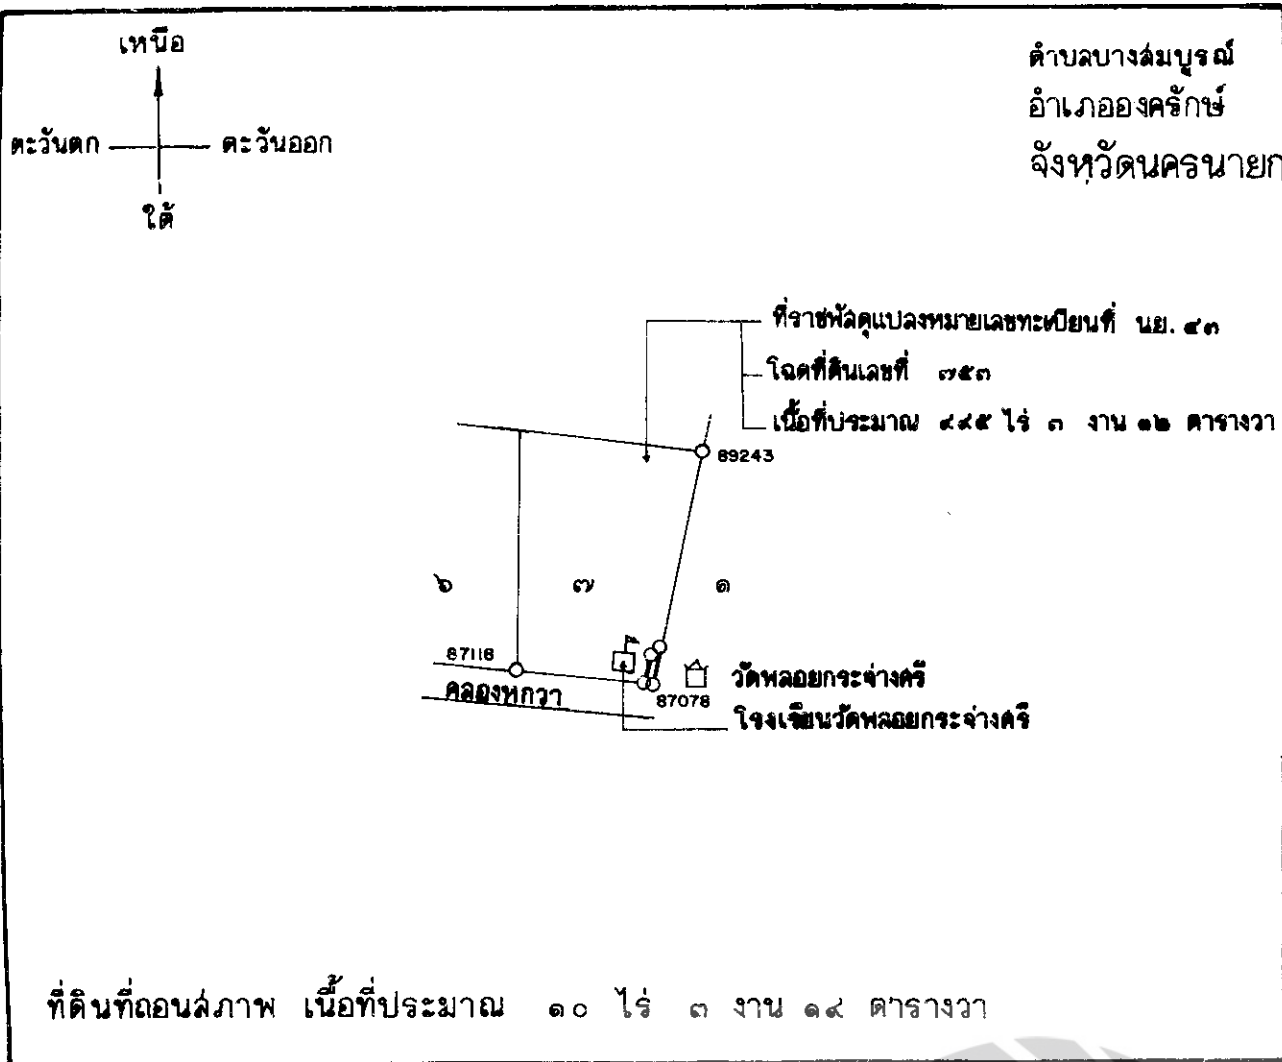 เหนือ
ตะวันตก ตะวันออก
ใต้
ตำบลบางสมบูรณ์
อำเภอองครักษ์
จังหวัดนครนายก
ที่ราชพัสดุแปลงหมายเลขทะเบียนที่ นย. ๔๓
โฉนดที่ดินเลขที่ ๗๕๓
เนื้อที่ประมาณ ๔๔๕ ไร่ ๓ งาน ๑๒ ตารางวา
89243
๖ ๗ ๑
87118
คลองหกวา
87078
วัดพลอยกระจ่างศรี
โรงเรียนวัดพลอยกระจ่างศรี
ที่ดินที่ถอนสภาพ เนื้อที่ประมาณ ๑๐ ไร่ ๓ งาน ๑๔ ตารางวา